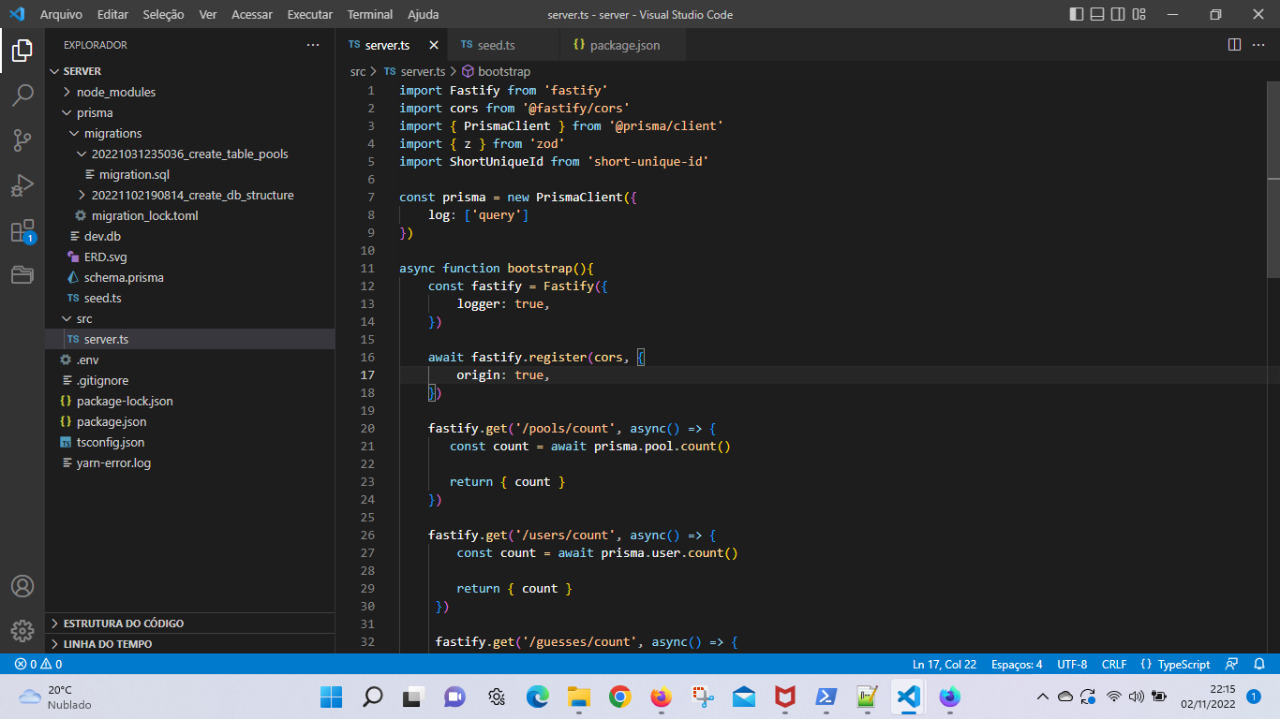 Arquivo Editar Seleção Ver Acessar Executar Terminal Ajuda server.ts - server - Visual Studio Code
EXPLORADOR
SERVER
node_modules
prisma
migrations
20221031235036_create_table_pools
migration.sql
20221102190814_create_db_structure
migration_lock.toml
dev.db
ERD.svg
schema.prisma
TS seed.ts
src
TS server.ts
.env
.gitignore
{} package-lock.json
{} package.json
TS tsconfig.json
yarn-error.log
ESTRUTURA DO CÓDIGO
LINHA DO TEMPO
1
TS server.ts TS seed.ts {} package.json
src > TS server.ts > bootstrap
1 import Fastify from 'fastify'
2 import cors from '@fastify/cors'
3 import { PrismaClient } from '@prisma/client'
4 import { z } from 'zod'
5 import ShortUniqueId from 'short-unique-id'
6
7 const prisma = new PrismaClient({
8 log: ['query']
9 })
10
11 async function bootstrap(){
12 const fastify = Fastify({
13 logger: true,
14 })
15
16 await fastify.register(cors, {
17 origin: true,
18 })
19
20 fastify.get('/pools/count', async() => {
21 const count = await prisma.pool.count()
22
23 return { count }
24 })
25
26 fastify.get('/users/count', async() => {
27 const count = await prisma.user.count()
28
29 return { count }
30 })
31
32 fastify.get('/guesses/count', async() => {
0 0 Ln 17, Col 22 Espaços: 4 UTF-8 CRLF {} TypeScript
20°C
Nublado
22:15
02/11/2022
1